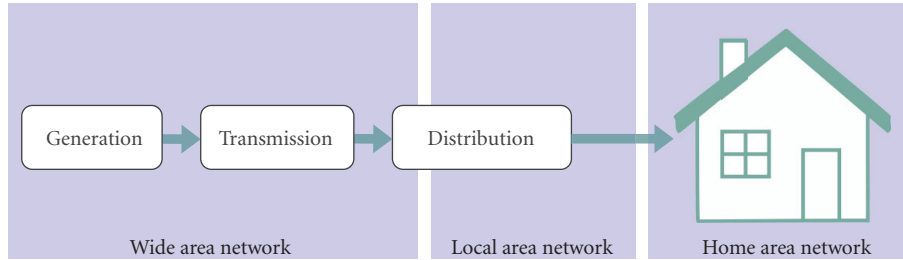 Generation
Transmission
Distribution
Wide area network
Local area network
Home area network